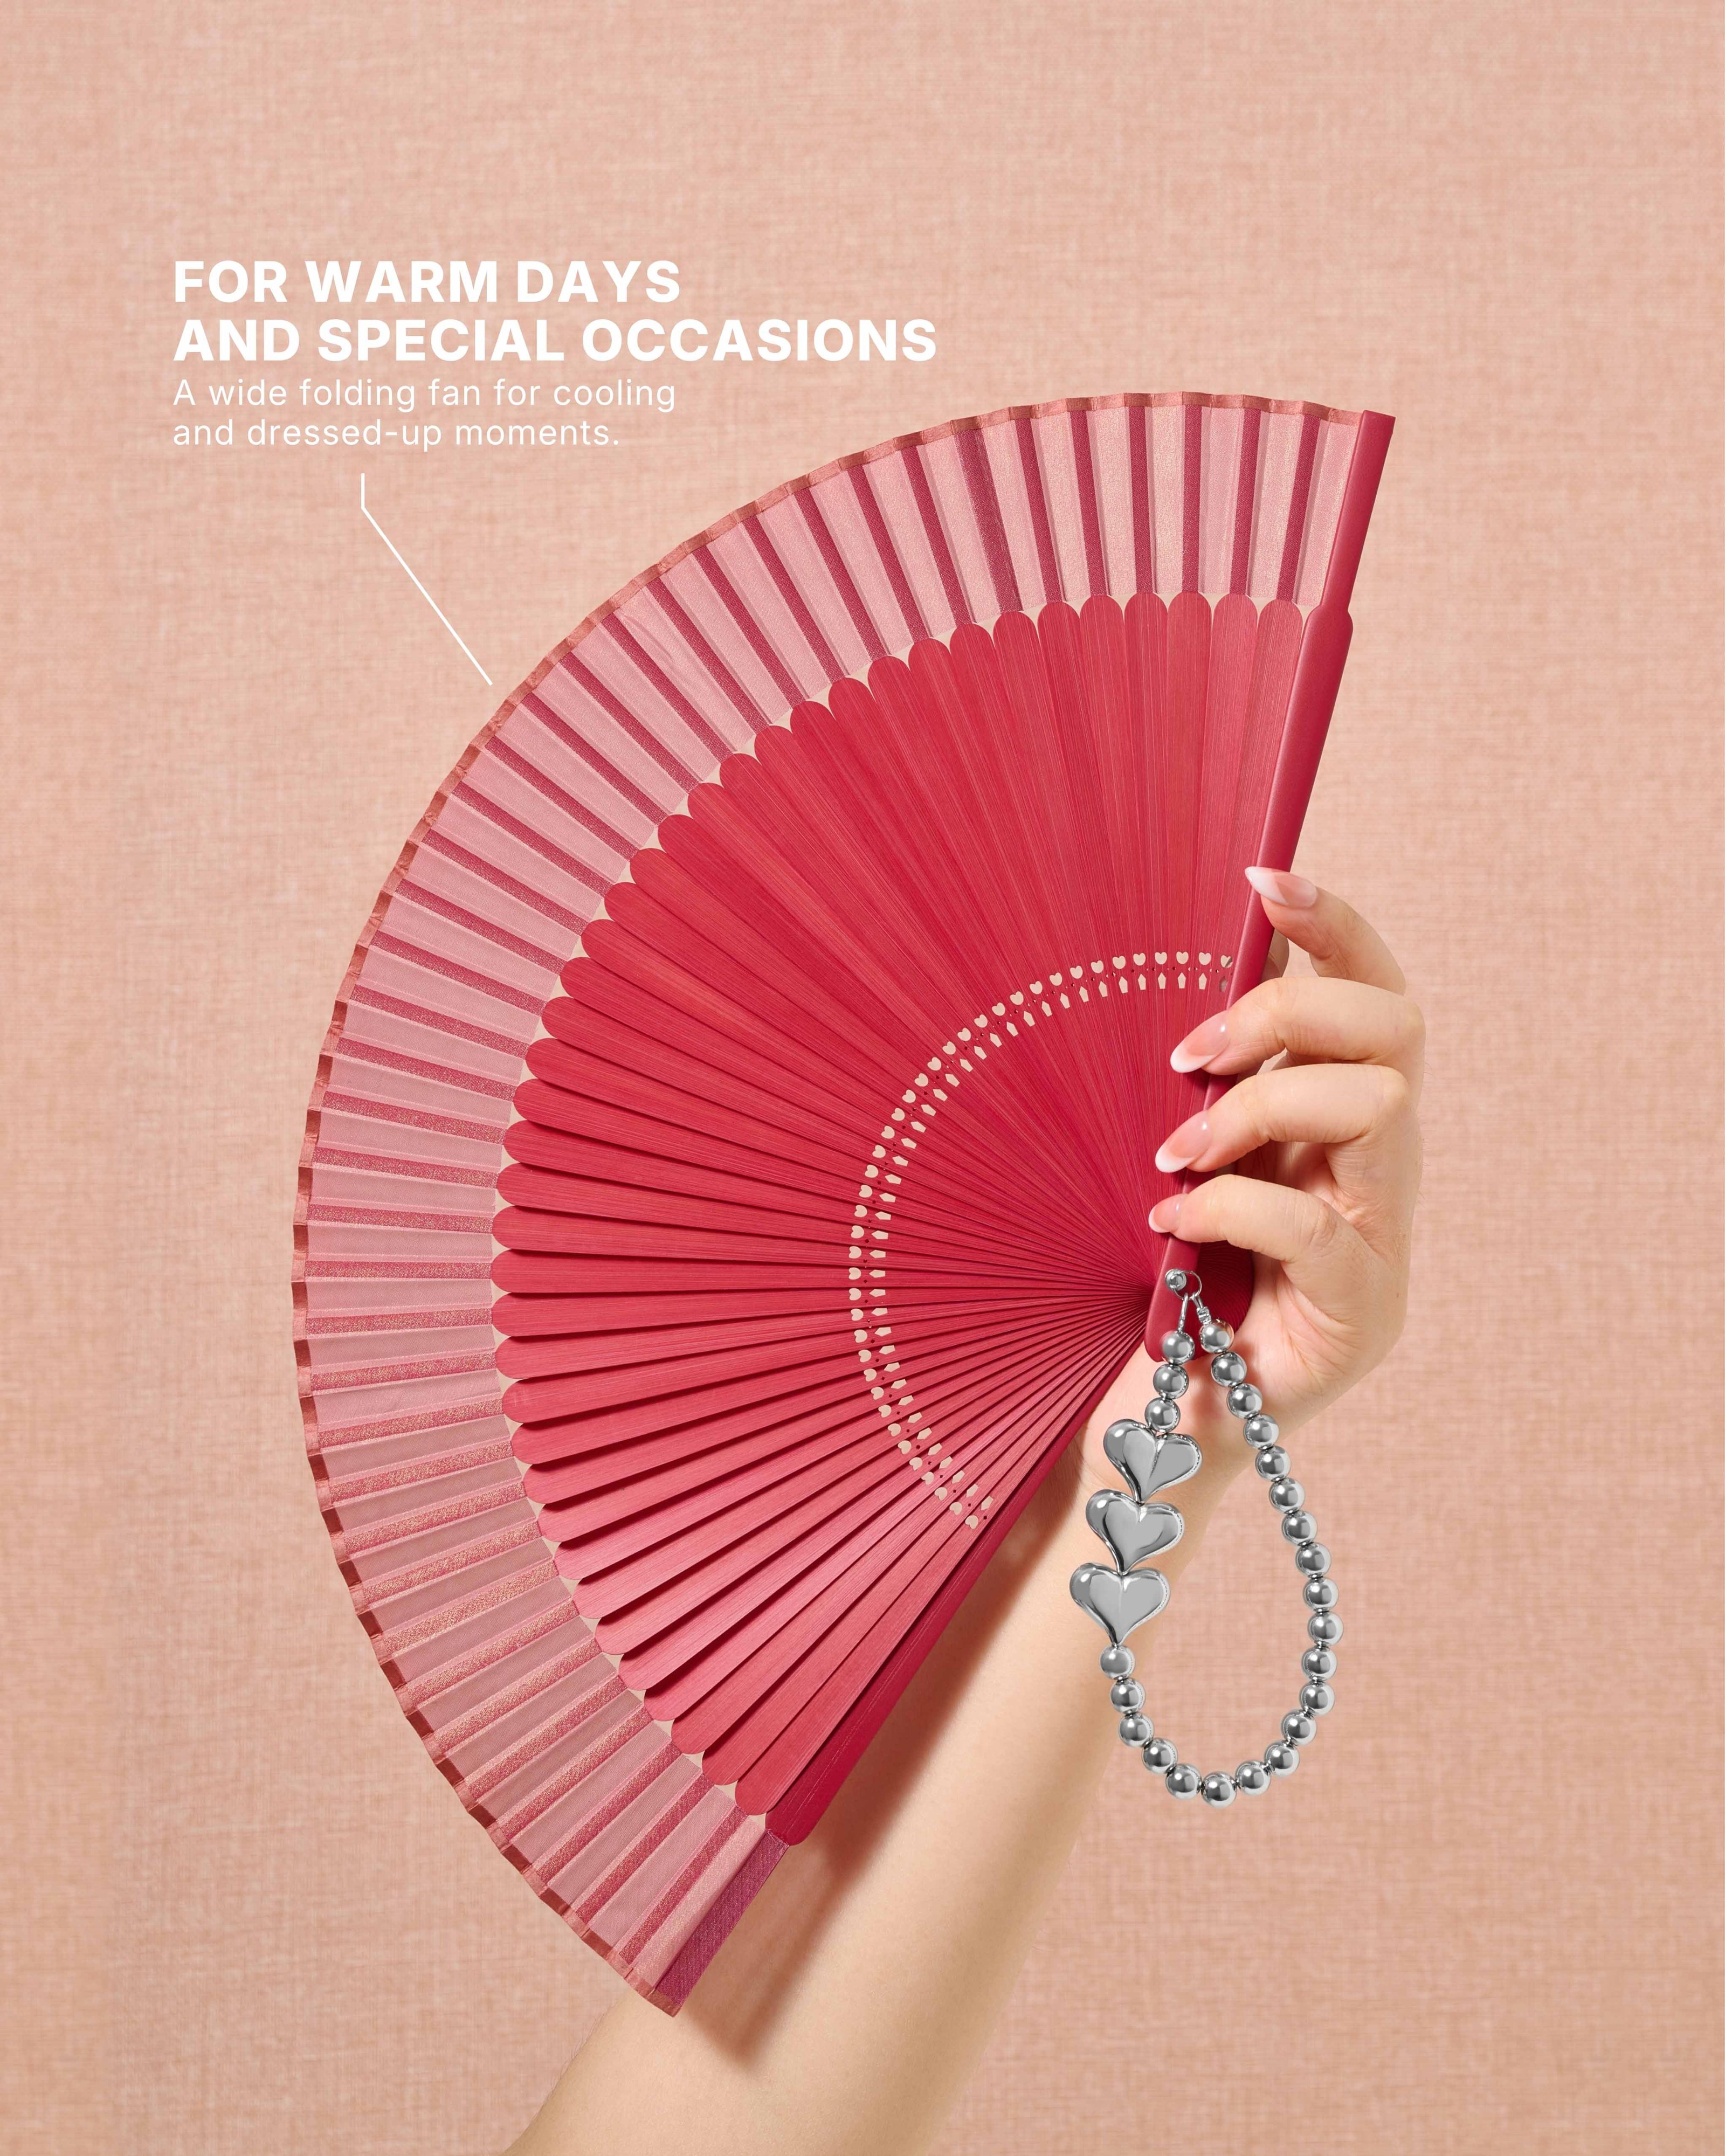 FOR WARM DAYS
AND SPECIAL OCCASIONS
A wide folding fan for cooling
and dressed-up moments.